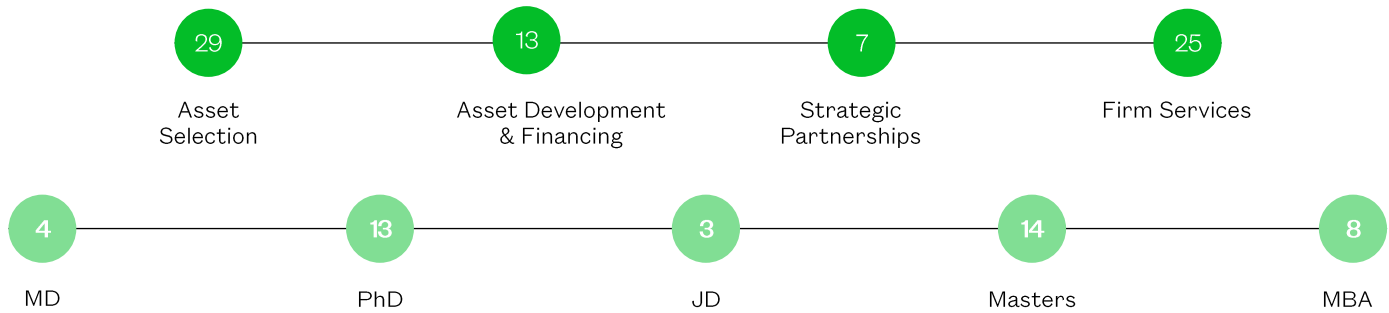 29
13
7
25
Asset
Selection
Asset Development
& Financing
Strategic
Partnerships
Firm Services
4
13
3
14
8
MD
PhD
JD
Masters
MBA